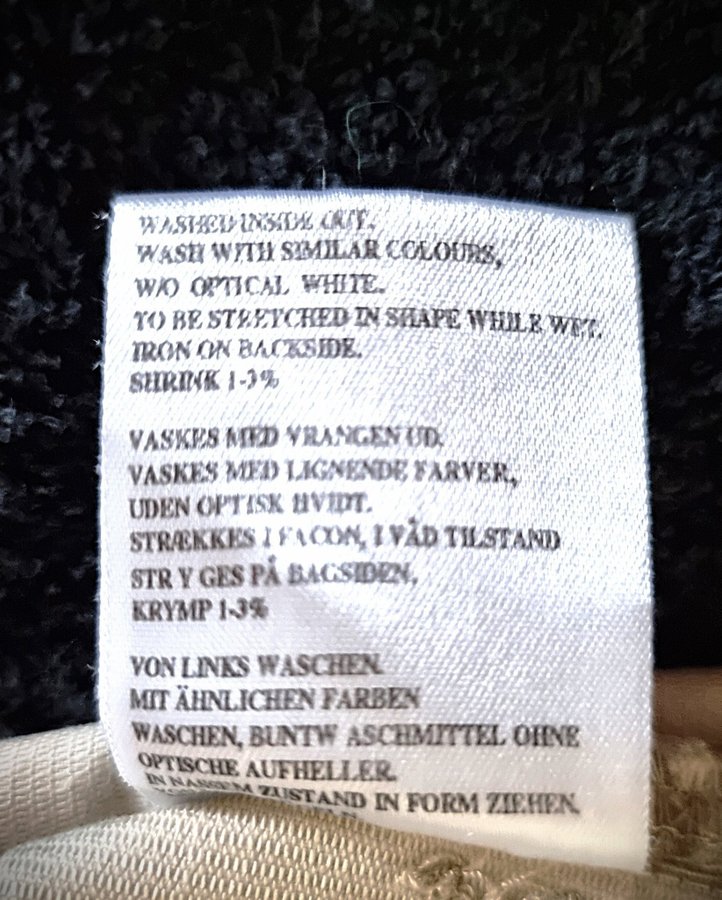 WASHED INSIDE OUT.
WASH WITH SIMILAR COLOURS,
W/O OPTICAL WHITE.
TO BE STRETCHED IN SHAPE WHILE WET.
IRON ON BACKSIDE.
SHRINK 1-3%
VASKES MED VRANGEN UD.
VASKES MED LIGNENDE FARVER,
UDEN OPTISK HVIDT.
STRÆKKES I FACON, I VÅD TILSTAND
STR Y GES PÅ BAGSIDEN.
KRYMP 1-3%
VON LINKS WASCHEN.
MIT ÄHNLICHEN FARBEN
WASCHEN, BUNTW ASCHMITTEL OHNE
OPTISCHE AUFHELLER.
IN NASSEM ZUSTAND IN FORM ZIEHEN.